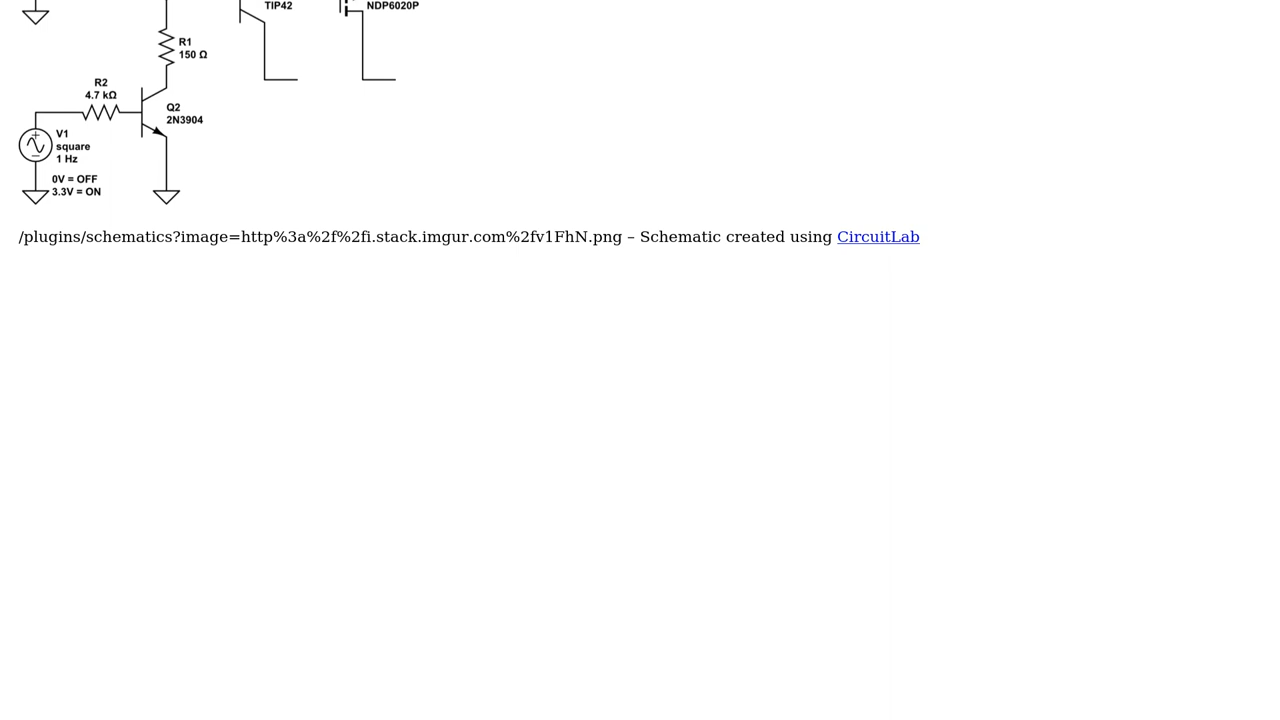 TIP42
NDP6020P
R1
150 Ω
R2
4.7 kΩ
Q2
2N3904
V1
square
1 Hz
0V = OFF
3.3V = ON
/plugins/schematics?image=http%3a%2f%2fi.stack.imgur.com%2fv1FhN.png – Schematic created using CircuitLab